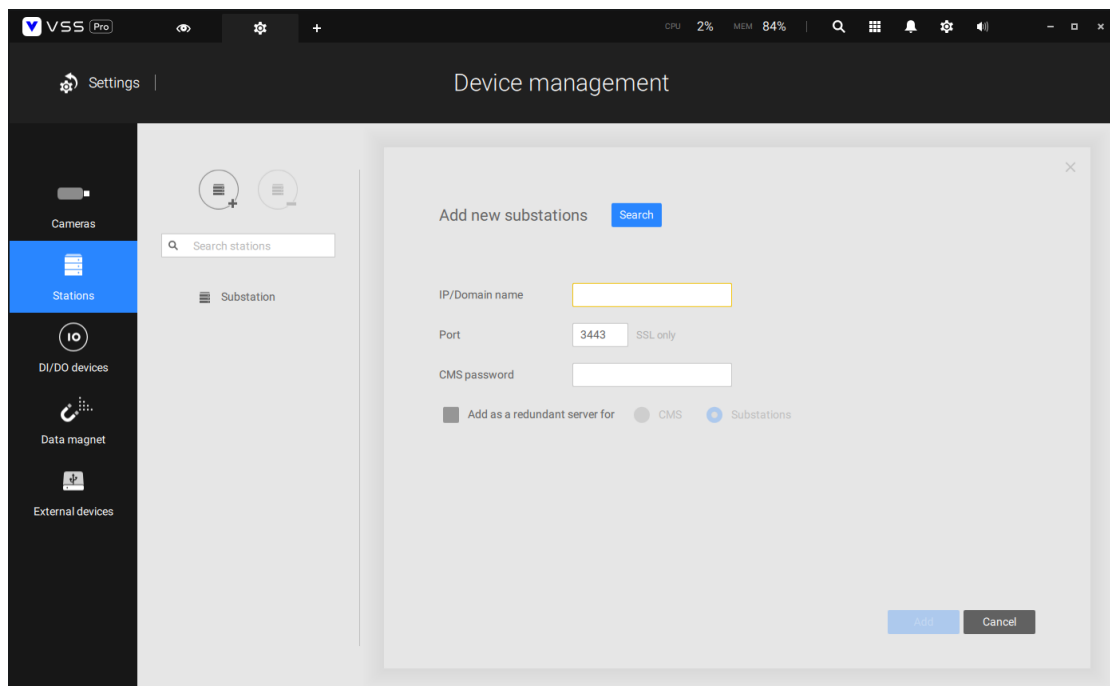 VSS Pro
CPU 2% MEM 84%
Settings
Device management
Cameras
Stations
IO
DI/DO devices
Data magnet
External devices
Search stations
Substation
Add new substations Search
IP/Domain name
Port 3443 SSL only
CMS password
Add as a redundant server for CMS Substations
Add Cancel